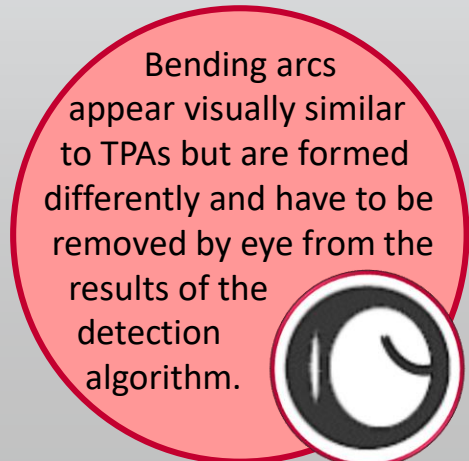 Bending arcs
appear visually similar
to TPAs but are formed
differently and have to be
removed by eye from the
results of the
detection
algorithm.